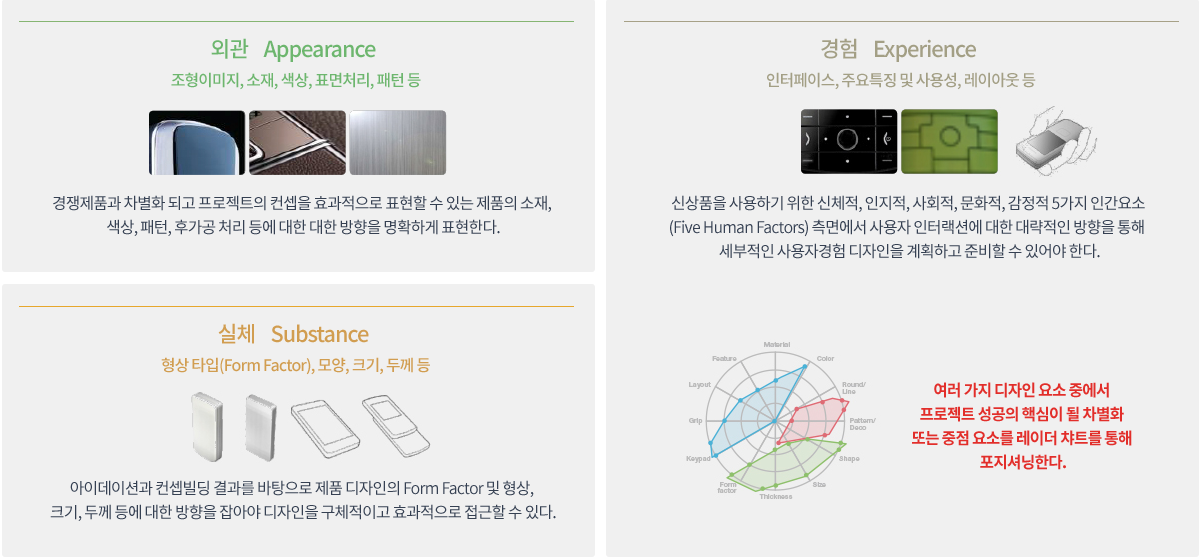 외관 Appearance
조형이미지, 소재, 색상, 표면처리, 패턴 등
경쟁제품과 차별화 되고 프로젝트의 컨셉을 효과적으로 표현할 수 있는 제품의 소재,
색상, 패턴, 후가공 처리 등에 대한 대한 방향을 명확하게 표현한다.
실체 Substance
형상 타입(Form Factor), 모양, 크기, 두께 등
아이데이션과 컨셉빌딩 결과를 바탕으로 제품 디자인의 Form Factor 및 형상,
크기, 두께 등에 대한 방향을 잡아야 디자인을 구체적이고 효과적으로 접근할 수 있다.
경험 Experience
인터페이스, 주요특징 및 사용성, 레이아웃 등
신상품을 사용하기 위한 신체적, 인지적, 사회적, 문화적, 감정적 5가지 인간요소
(Five Human Factors) 측면에서 사용자 인터랙션에 대한 대략적인 방향을 통해
세부적인 사용자경험 디자인을 계획하고 준비할 수 있어야 한다.
Material
Color
Round/
Line
Pattern/
Deco
Shape
Size
Thickness
Form
factor
Keypad
Grip
Layout
Feature
여러 가지 디자인 요소 중에서
프로젝트 성공의 핵심이 될 차별화
또는 중점 요소를 레이더 챠트를 통해
포지셔닝한다.